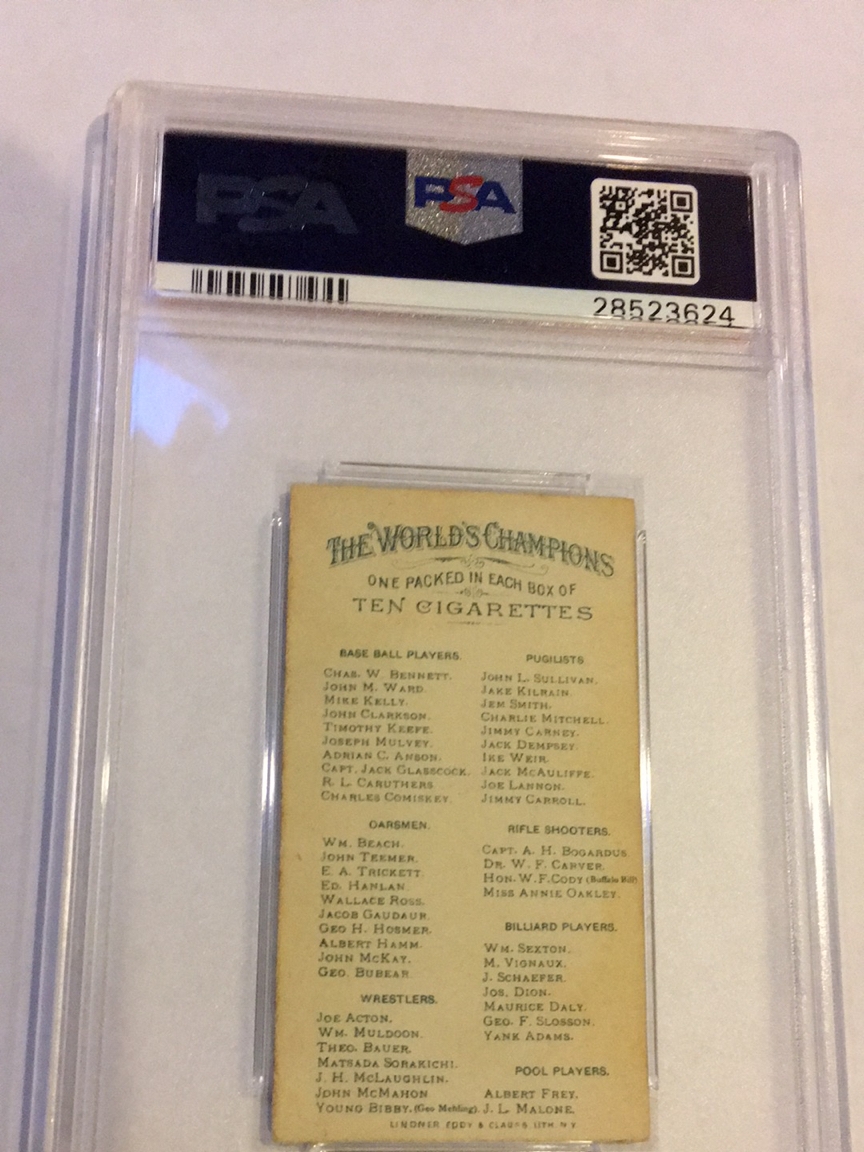 PSA
PSA
28523624
THE WORLD'S CHAMPIONS
ONE PACKED IN EACH BOX OF
TEN CIGARETTES
BASE BALL PLAYERS.
CHAS. W. BENNETT.
JOHN M. WARD.
MIKE KELLY.
JOHN CLARKSON.
TIMOTHY KEEFE.
JOSEPH MULVEY.
ADRIAN C. ANSON.
CAPT. JACK GLASSCOCK.
R. L. CARUTHERS.
CHARLES COMISKEY.
OARSMEN.
WM. BEACH.
JOHN TEEMER.
E. A. TRICKETT.
ED. HANLAN.
WALLACE ROSS.
JACOB GAUDAUR.
GEO H. HOSMER.
ALBERT HAMM.
JOHN MCKAY.
GEO. BUBEAR.
WRESTLERS.
JOE ACTON.
WM. MULDOON.
THEO. BAUER.
MATSADA SORAKICHI.
J. H. MCLAUGHLIN.
JOHN MCMAHON
YOUNG BIBBY. (Geo Mehling).
PUGILISTS
JOHN L. SULLIVAN.
JAKE KILRAIN.
JEM SMITH.
CHARLIE MITCHELL.
JIMMY CARNEY.
JACK DEMPSEY.
IKE WEIR.
JACK MCAULIFFE.
JOE LANNON.
JIMMY CARROLL.
RIFLE SHOOTERS.
CAPT. A. H. BOGARDUS.
DR. W. F. CARVER.
HON. W. F. CODY (Buffalo Bill)
MISS ANNIE OAKLEY.
BILLIARD PLAYERS.
WM. SEXTON.
M. VIGNAUX.
J. SCHAEFER.
JOS. DION.
MAURICE DALY.
GEO. F. SLOSSON.
YANK ADAMS.
POOL PLAYERS.
ALBERT FREY.
J. L. MALONE.
LINDNER EDDY & CLAUSS LITH. N.Y.